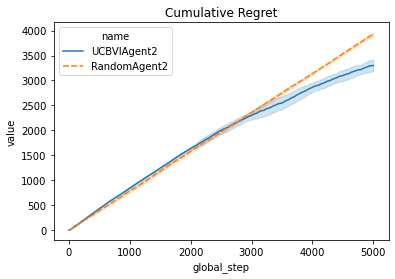 Cumulative Regret
name
UCBVIAgent2
RandomAgent2
value
4000
3500
3000
2500
2000
1500
1000
500
0
0 1000 2000 3000 4000 5000
global_step